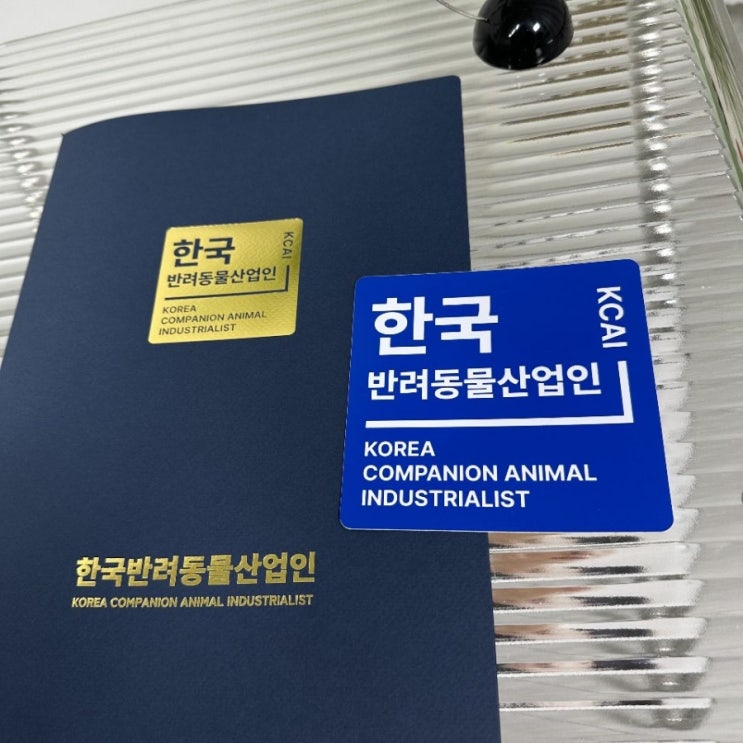 한국
반려동물산업인
KCAI
KOREA
COMPANION ANIMAL
INDUSTRIALIST
한국반려동물산업인
KOREA COMPANION ANIMAL INDUSTRIALIST
한국
반려동물산업인
KCAI
KOREA
COMPANION ANIMAL
INDUSTRIALIST